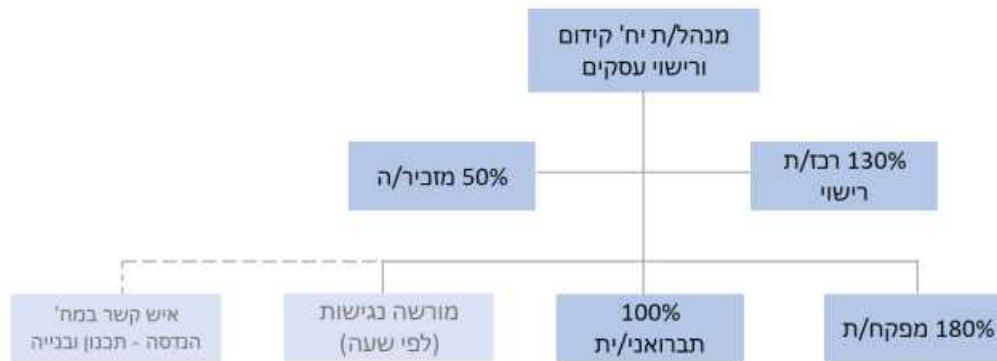 מנהל/ת יח' קידום
ורישוי עסקים
130% רכז/ת
רישוי
50% מזכיר/ה
180% מפקח/ת
100%
תברואני/ית
מורשה נגישות
(לפי שעה)
איש קשר במח'
הנדסה - תכנון ובנייה